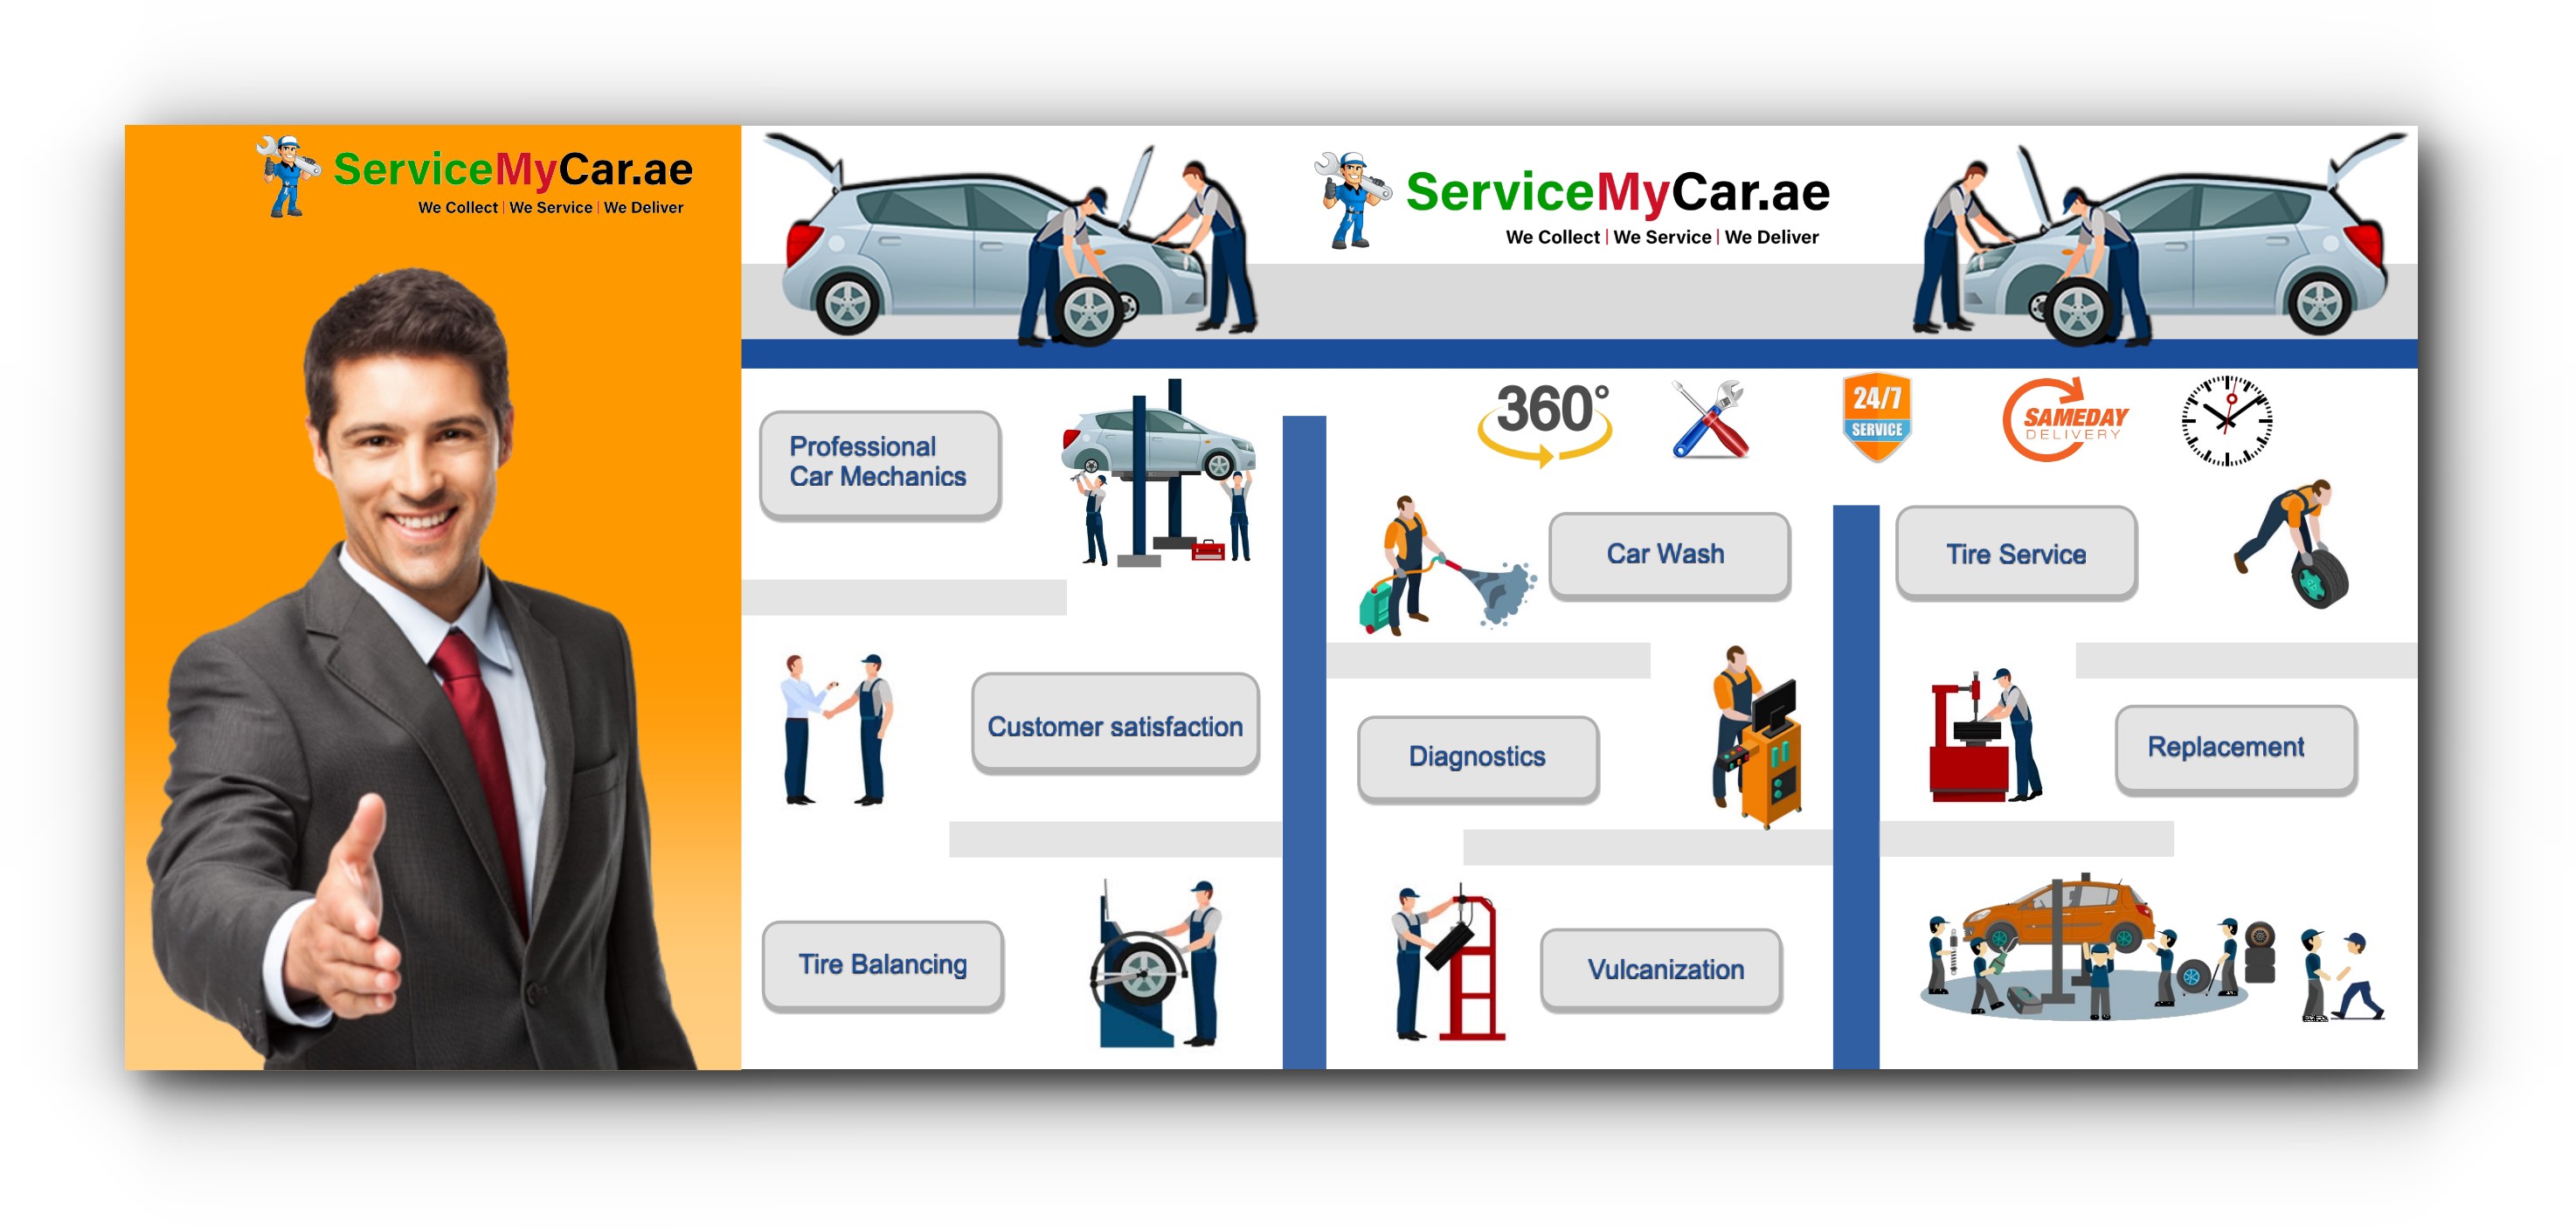 ServiceMyCar.ae
We Collect | We Service | We Deliver
ServiceMyCar.ae
We Collect | We Service | We Deliver
Professional
Car Mechanics
360°
24/7
SERVICE
SAMEDAY
DELIVERY
Car Wash
Tire Service
Customer satisfaction
Diagnostics
Replacement
Tire Balancing
Vulcanization